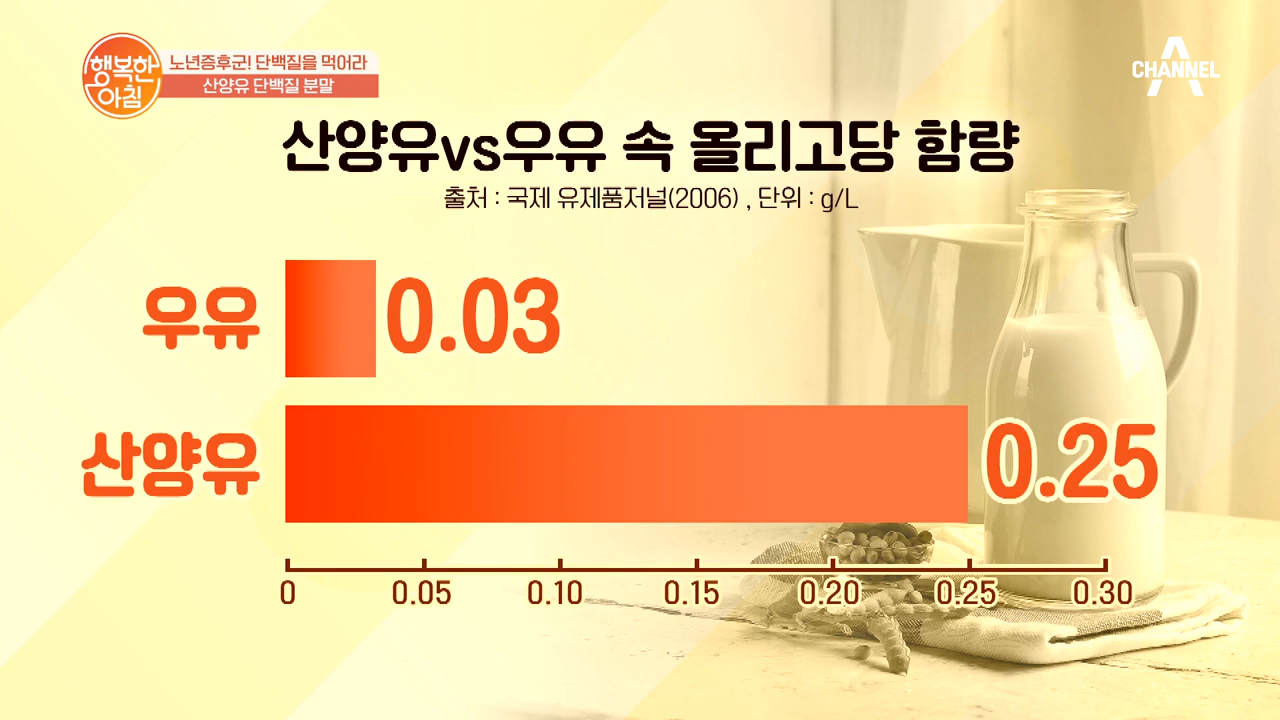 행복한
아침
노년증후군! 단백질을 먹어라
산양유 단백질 분말
CHANNEL A
산양유vs우유 속 올리고당 함량
출처 : 국제 유제품저널(2006) , 단위 : g/L
우유 0.03
산양유 0.25
0 0.05 0.10 0.15 0.20 0.25 0.30